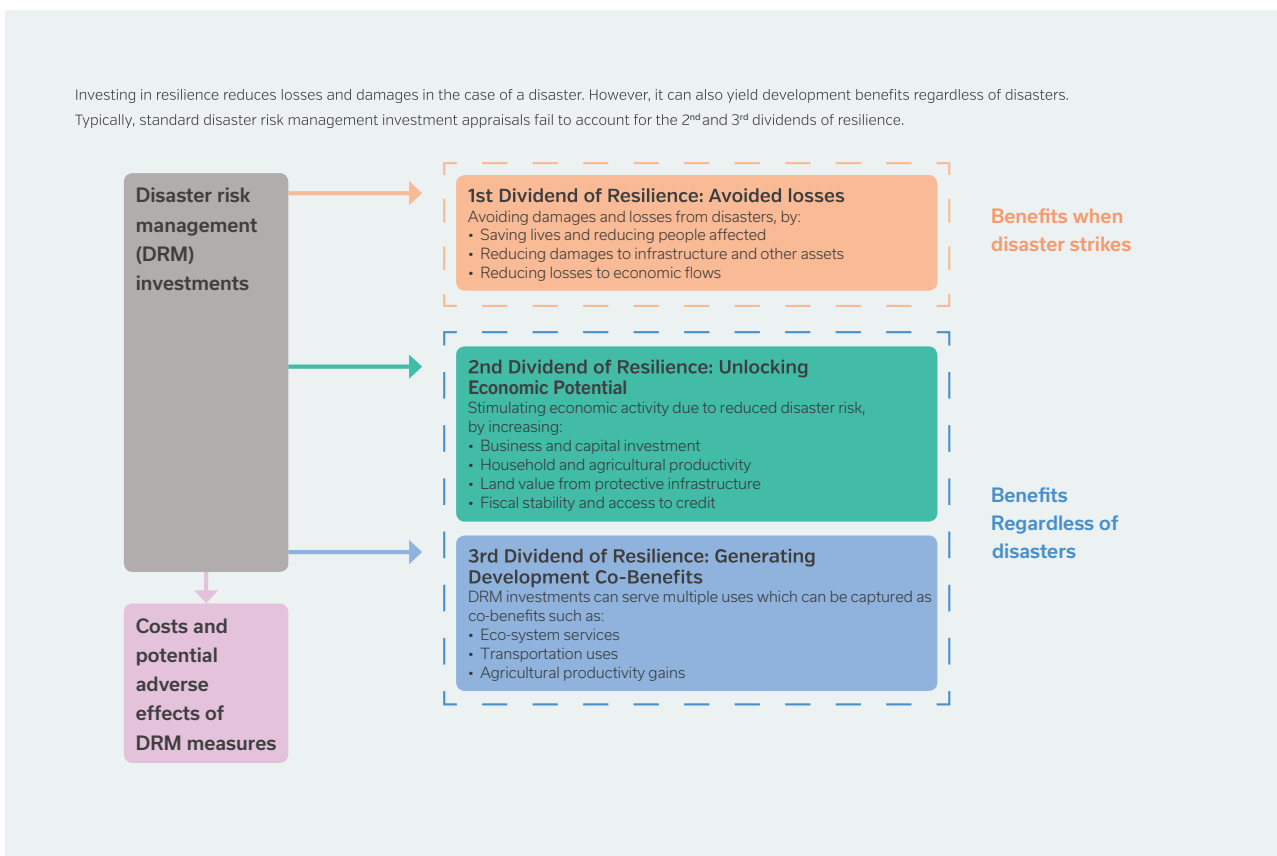 Investing in resilience reduces losses and damages in the case of a disaster. However, it can also yield development benefits regardless of disasters.
Typically, standard disaster risk management investment appraisals fail to account for the 2nd and 3rd dividends of resilience.
Disaster risk
management
(DRM)
investments
1st Dividend of Resilience: Avoided losses
Avoiding damages and losses from disasters, by:
• Saving lives and reducing people affected
• Reducing damages to infrastructure and other assets
• Reducing losses to economic flows
Benefits when
disaster strikes
2nd Dividend of Resilience: Unlocking
Economic Potential
Stimulating economic activity due to reduced disaster risk,
by increasing:
• Business and capital investment
• Household and agricultural productivity
• Land value from protective infrastructure
• Fiscal stability and access to credit
3rd Dividend of Resilience: Generating
Development Co-Benefits
DRM investments can serve multiple uses which can be captured as
co-benefits such as:
• Eco-system services
• Transportation uses
• Agricultural productivity gains
Benefits
Regardless of
disasters
Costs and
potential
adverse
effects of
DRM measures